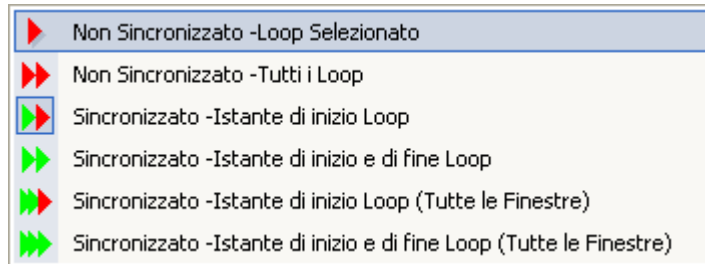 Non Sincronizzato -Loop Selezionato
Non Sincronizzato -Tutti i Loop
Sincronizzato -Istante di inizio Loop
Sincronizzato -Istante di inizio e di fine Loop
Sincronizzato -Istante di inizio Loop (Tutte le Finestre)
Sincronizzato -Istante di inizio e di fine Loop (Tutte le Finestre)